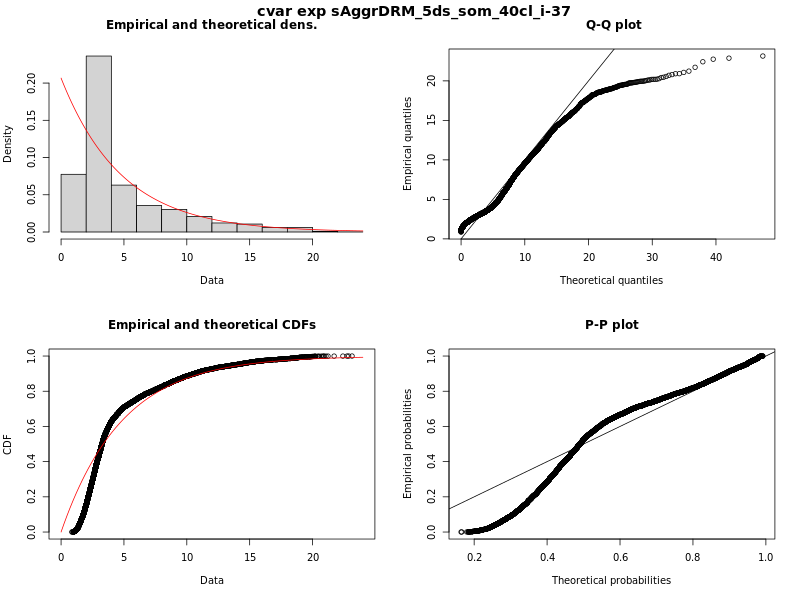 cvar exp sAggrDRM_5ds_som_40cl_i-37
Empirical and theoretical dens.
Density
0.00 0.05 0.10 0.15 0.20
0 5 10 15 20
Data
Q-Q plot
Empirical quantiles
0 5 10 15 20
0 10 20 30 40
Theoretical quantiles
Empirical and theoretical CDFs
CDF
0.0 0.2 0.4 0.6 0.8 1.0
0 5 10 15 20
Data
P-P plot
Empirical probabilities
0.0 0.2 0.4 0.6 0.8 1.0
0.2 0.4 0.6 0.8 1.0
Theoretical probabilities